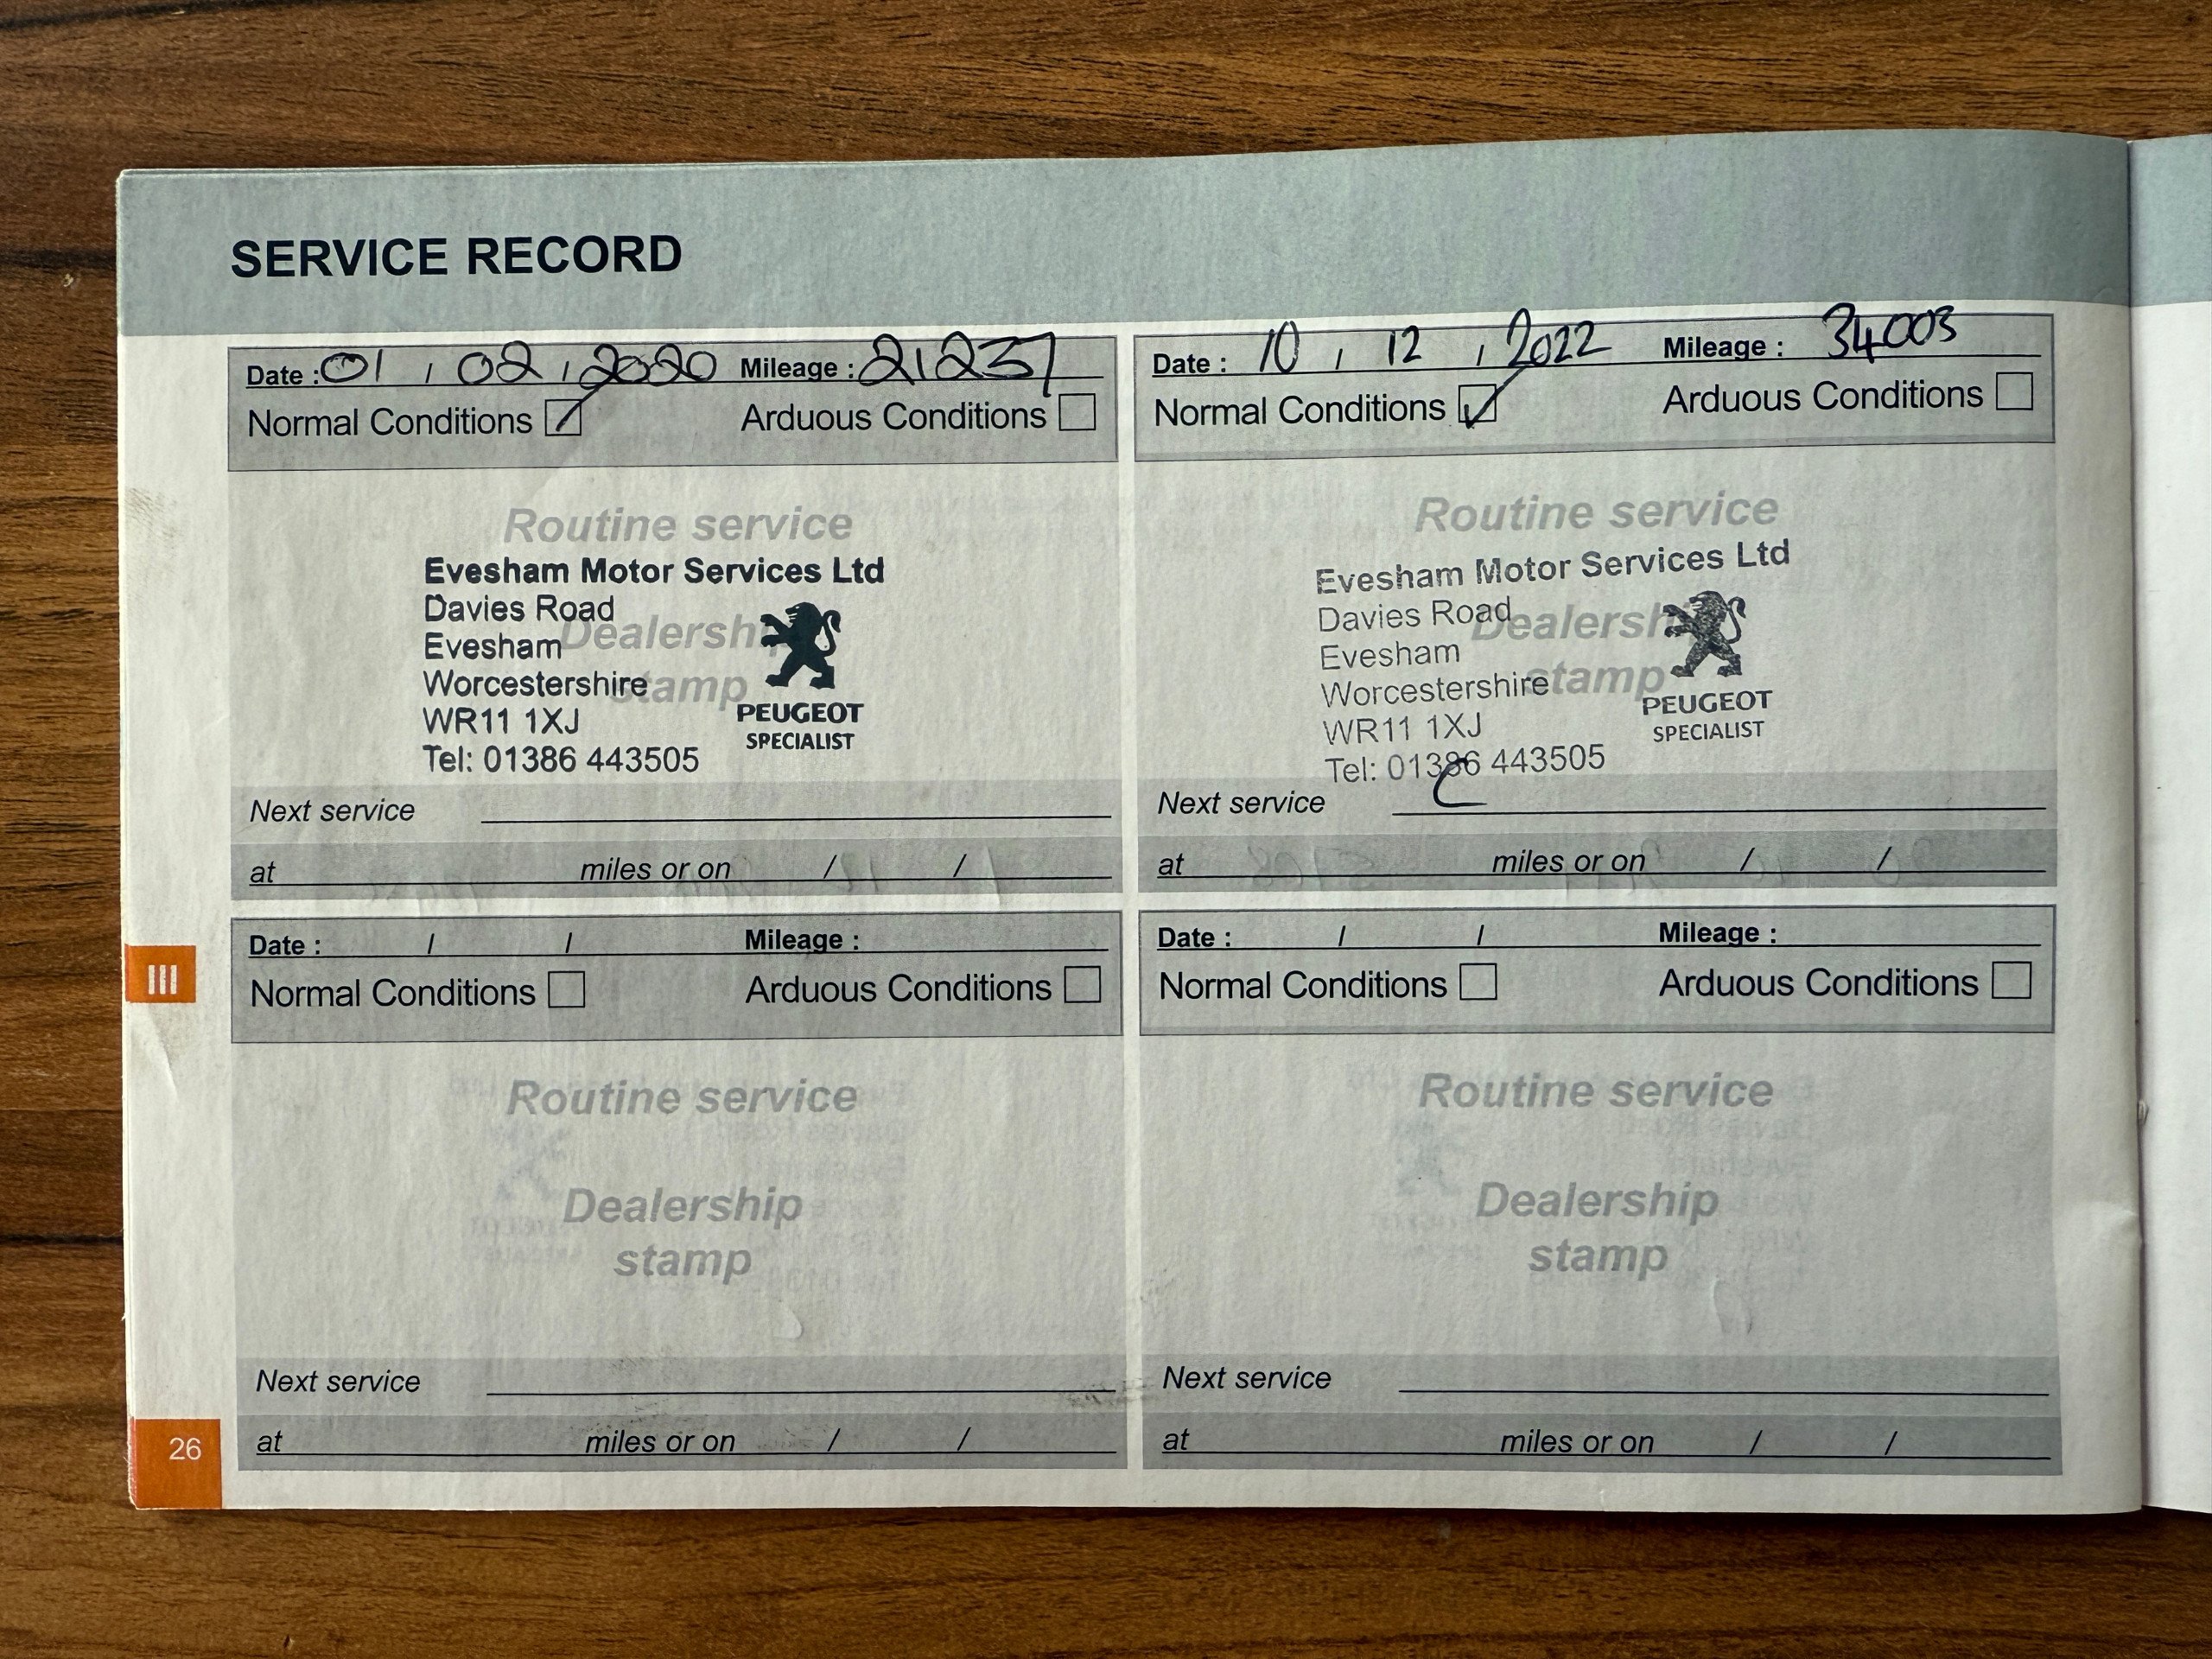 SERVICE RECORD
Date : 01 / 02 / 2020 Mileage : 21237
Normal Conditions Arduous Conditions
Routine service
Evesham Motor Services Ltd
Davies Road
Dealership
Evesham
Worcestershire
stamp
WR11 1XJ
PEUGEOT
SPECIALIST
Tel: 01386 443505
Next service
at miles or on / /
Date : 10 / 12 / 2022 Mileage : 34003
Normal Conditions Arduous Conditions
Routine service
Evesham Motor Services Ltd
Davies Road
Dealership
Evesham
Worcestershire
stamp
WR11 1XJ
PEUGEOT
SPECIALIST
Tel: 01386 443505
Next service
at miles or on / /
Date : / / Mileage :
Normal Conditions Arduous Conditions
Routine service
Dealership
stamp
Next service
at miles or on / /
Date : / / Mileage :
Normal Conditions Arduous Conditions
Routine service
Dealership
stamp
Next service
at miles or on / /
III
26